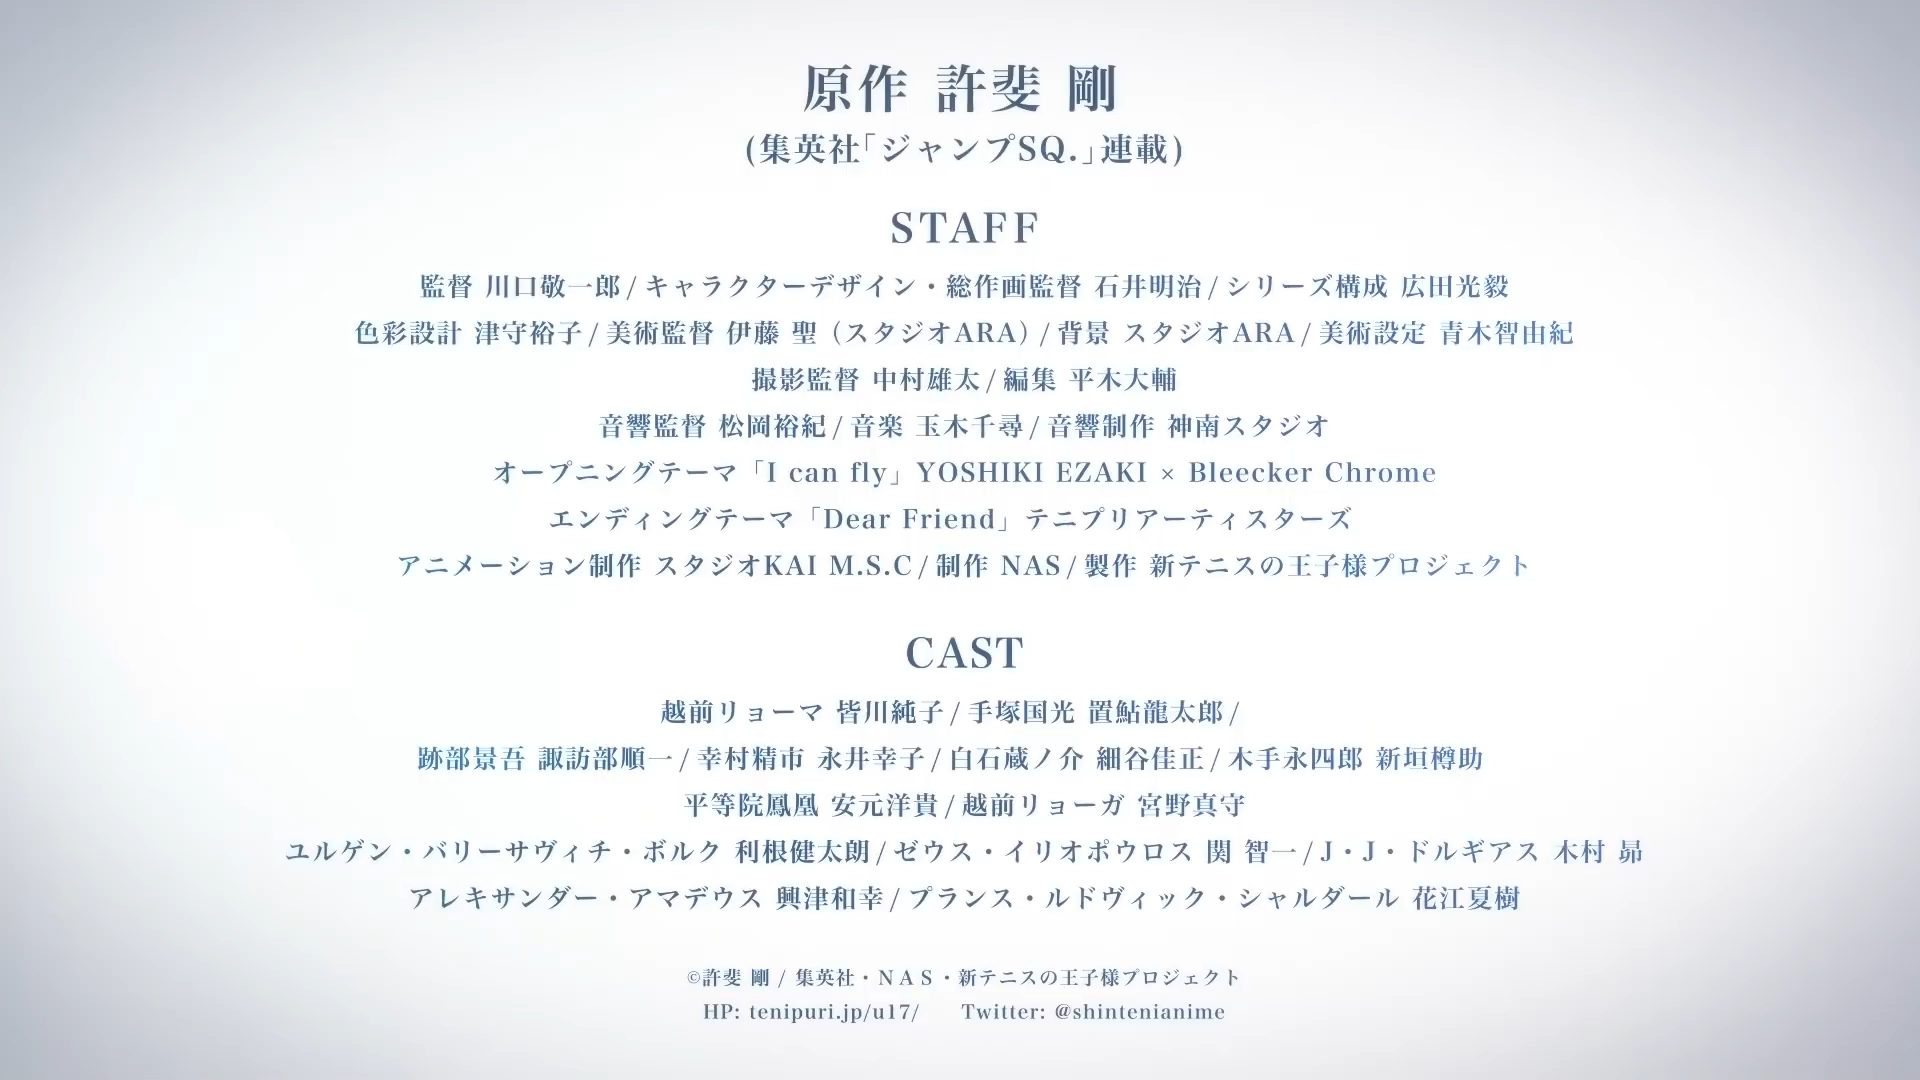 原作 許斐 剛
(集英社「ジャンプSQ.」連載)
STAFF
監督 川口敬一郎/キャラクターデザイン・総作画監督 石井明治/シリーズ構成 広田光毅
色彩設計 津守裕子/美術監督 伊藤 聖（スタジオARA）/背景 スタジオARA/美術設定 青木智由紀
撮影監督 中村雄太/編集 平木大輔
音響監督 松岡裕紀/音楽 玉木千尋/音響制作 神南スタジオ
オープニングテーマ「I can fly」YOSHIKI EZAKI × Bleecker Chrome
エンディングテーマ「Dear Friend」テニプリアーティスターズ
アニメーション制作 スタジオKAI M.S.C/制作 NAS/製作 新テニスの王子様プロジェクト
CAST
越前リョーマ 皆川純子/手塚国光 置鮎龍太郎/
跡部景吾 諏訪部順一/幸村精市 永井幸子/白石蔵ノ介 細谷佳正/木手永四郎 新垣樽助
平等院鳳凰 安元洋貴/越前リョーガ 宮野真守
ユルゲン・バリーサヴィチ・ボルク 利根健太朗/ゼウス・イリオポウロス 関 智一/J・J・ドルギアス 木村 昴
アレキサンダー・アマデウス 興津和幸/プランス・ルドヴィック・シャルダール 花江夏樹
©許斐 剛 / 集英社・NAS・新テニスの王子様プロジェクト
HP: tenipuri.jp/u17/ Twitter: @shintenianime